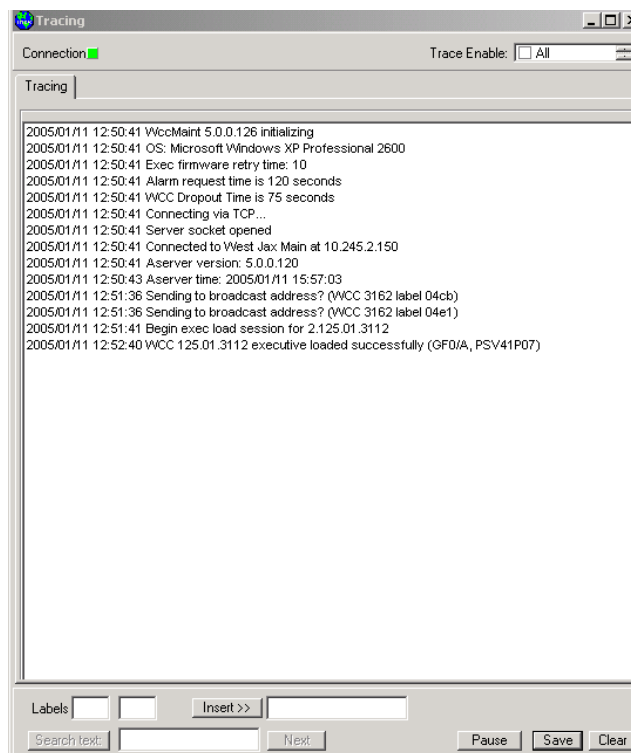 Tracing
Connection Trace Enable: All
Tracing
2005/01/11 12:50:41 WccMaint 5.0.0.126 initializing
2005/01/11 12:50:41 OS: Microsoft Windows XP Professional 2600
2005/01/11 12:50:41 Exec firmware retry time: 10
2005/01/11 12:50:41 Alarm request time is 120 seconds
2005/01/11 12:50:41 WCC Dropout Time is 75 seconds
2005/01/11 12:50:41 Connecting via TCP...
2005/01/11 12:50:41 Server socket opened
2005/01/11 12:50:41 Connected to West Jax Main at 10.245.2.150
2005/01/11 12:50:41 Aserver version: 5.0.0.120
2005/01/11 12:50:43 Aserver time: 2005/01/11 15:57:03
2005/01/11 12:51:36 Sending to broadcast address? (WCC 3162 label 04cb)
2005/01/11 12:51:36 Sending to broadcast address? (WCC 3162 label 04e1)
2005/01/11 12:51:41 Begin exec load session for 2.125.01.3112
2005/01/11 12:52:40 WCC 125.01.3112 executive loaded successfully (GF0/A, PSV41P07)
Labels Insert >>
Search text: Next Pause Save Clear